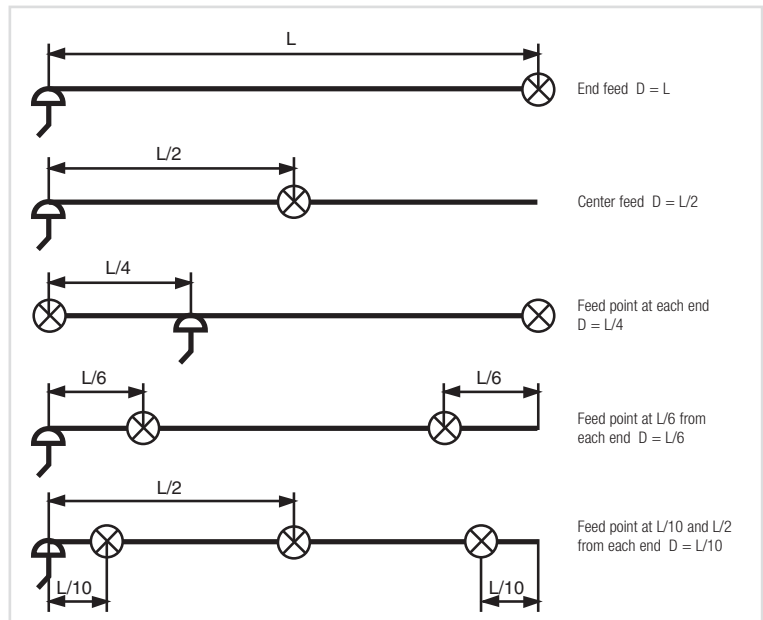 L
End feed D = L
L/2
Center feed D = L/2
L/4
Feed point at each end
D = L/4
L/6
L/6
Feed point at L/6 from
each end D = L/6
L/2
Feed point at L/10 and L/2
from each end D = L/10
L/10
L/10